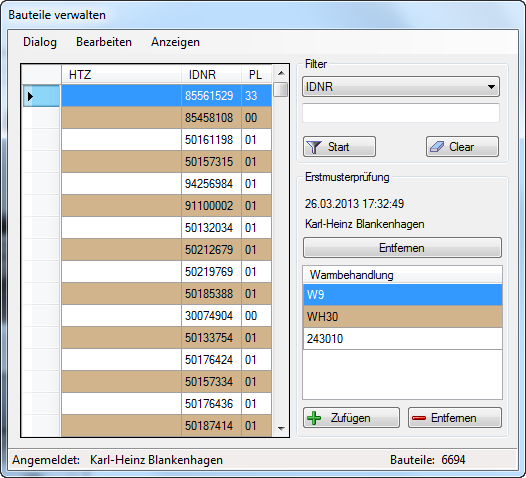 Bauteile verwalten
Dialog Bearbeiten Anzeigen
HTZ IDNR PL
85561529 33
85458108 00
50161198 01
50157315 01
94256984 01
91100002 01
50132034 01
50212679 01
50219769 01
50185388 01
30074904 00
50133754 01
50176424 01
50157334 01
50176436 01
50187414 01
Filter
IDNR
Start Clear
Erstmusterprüfung
26.03.2013 17:32:49
Karl-Heinz Blankenhagen
Entfernen
Warmbehandlung
W9
WH30
243010
Zufügen Entfernen
Angemeldet: Karl-Heinz Blankenhagen Bauteile: 6694